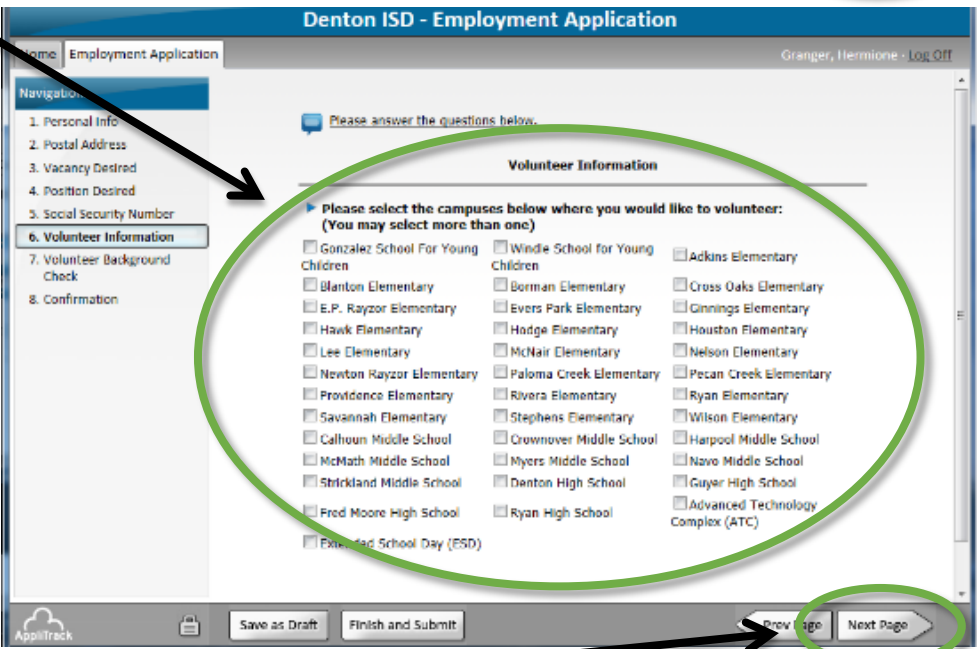 Denton ISD - Employment Application
Home Employment Application Granger, Hermione - Log Off
Navigation
1. Personal Info
2. Postal Address
3. Vacancy Desired
4. Position Desired
5. Social Security Number
6. Volunteer Information
7. Volunteer Background
Check
8. Confirmation
Please answer the questions below.
Volunteer Information
Please select the campuses below where you would like to volunteer:
(You may select more than one)
Gonzalez School For Young
Children
Windle School for Young
Children
Adkins Elementary
Blanton Elementary Borman Elementary Cross Oaks Elementary
E.P. Rayzor Elementary Evers Park Elementary Ginnings Elementary
Hawk Elementary Hodge Elementary Houston Elementary
Lee Elementary McNair Elementary Nelson Elementary
Newton Rayzor Elementary Paloma Creek Elementary Pecan Creek Elementary
Providence Elementary Rivera Elementary Ryan Elementary
Savannah Elementary Stephens Elementary Wilson Elementary
Calhoun Middle School Crownover Middle School Harpool Middle School
McMath Middle School Myers Middle School Navo Middle School
Strickland Middle School Denton High School Guyer High School
Fred Moore High School Ryan High School
Advanced Technology
Complex (ATC)
Extended School Day (ESD)
AppliTrack Save as Draft Finish and Submit Prev Page Next Page